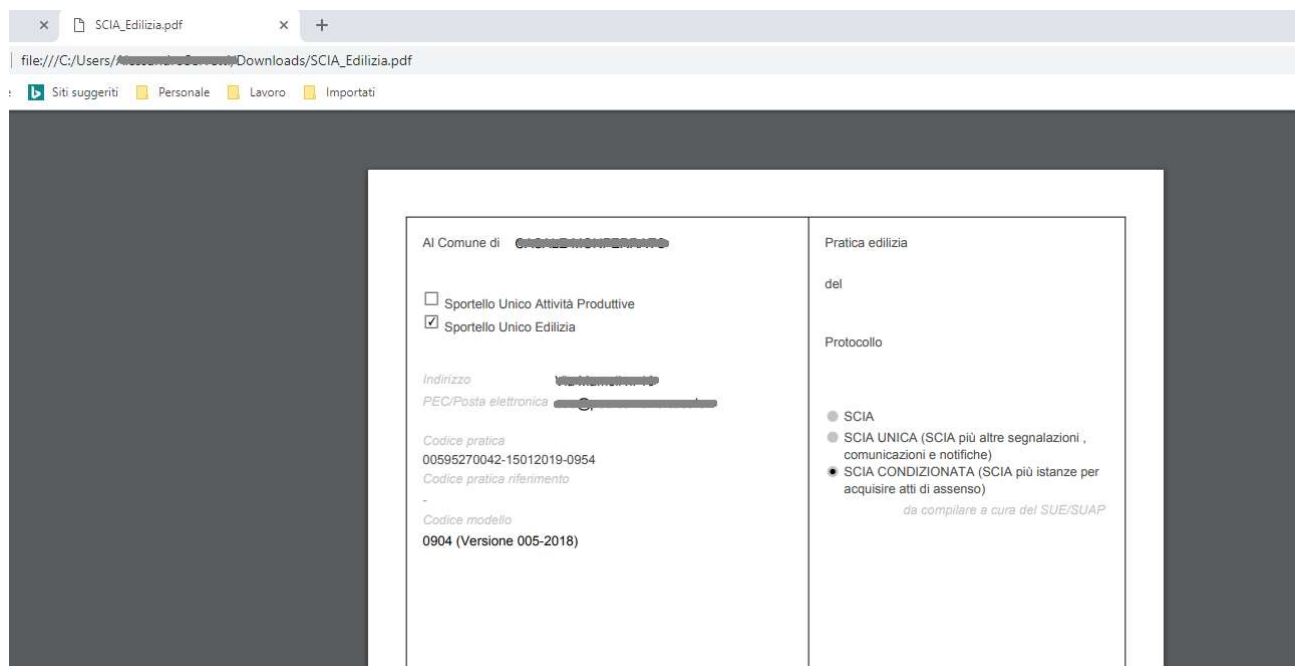 SCIA_Edilizia.pdf
file:///C:/Users/ Downloads/SCIA_Edilizia.pdf
Siti suggeriti Personale Lavoro Importati
Al Comune di
Sportello Unico Attività Produttive
Sportello Unico Edilizia
Indirizzo
PEC/Posta elettronica @
Codice pratica
00595270042-15012019-0954
Codice pratica riferimento
-
Codice modello
0904 (Versione 005-2018)
Pratica edilizia
del
Protocollo
SCIA
SCIA UNICA (SCIA più altre segnalazioni ,
comunicazioni e notifiche)
SCIA CONDIZIONATA (SCIA più istanze per
acquisire atti di assenso)
da compilare a cura del SUE/SUAP